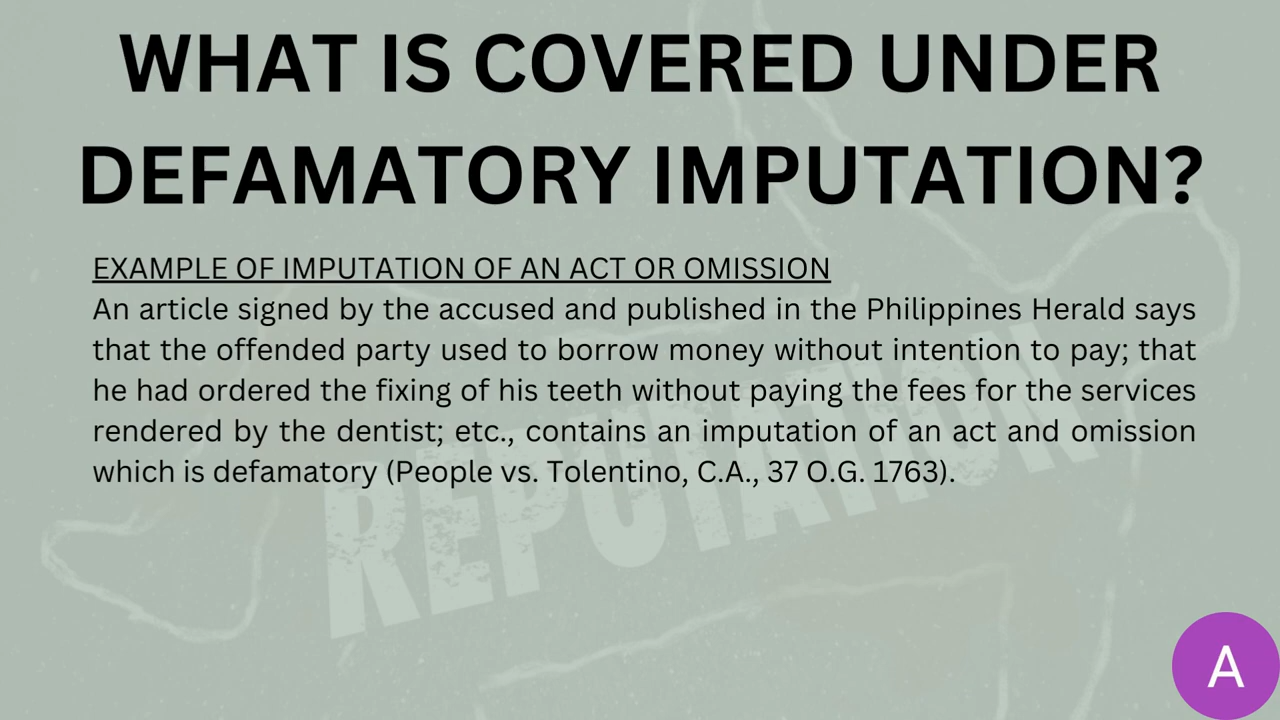 WHAT IS COVERED UNDER
DEFAMATORY IMPUTATION?
EXAMPLE OF IMPUTATION OF AN ACT OR OMISSION
An article signed by the accused and published in the Philippines Herald says
that the offended party used to borrow money without intention to pay; that
he had ordered the fixing of his teeth without paying the fees for the services
rendered by the dentist; etc., contains an imputation of an act and omission
which is defamatory (People vs. Tolentino, C.A., 37 O.G. 1763).
REPUTATION
A